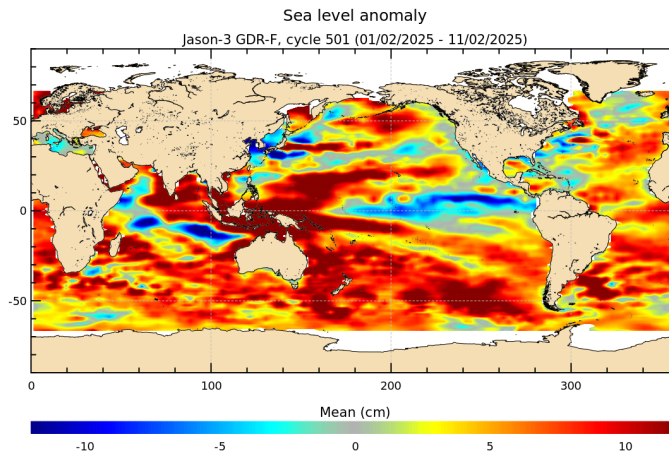 Sea level anomaly
Jason-3 GDR-F, cycle 501 (01/02/2025 - 11/02/2025)
50
0
-50
0 100 200 300
Mean (cm)
-10 -5 0 5 10